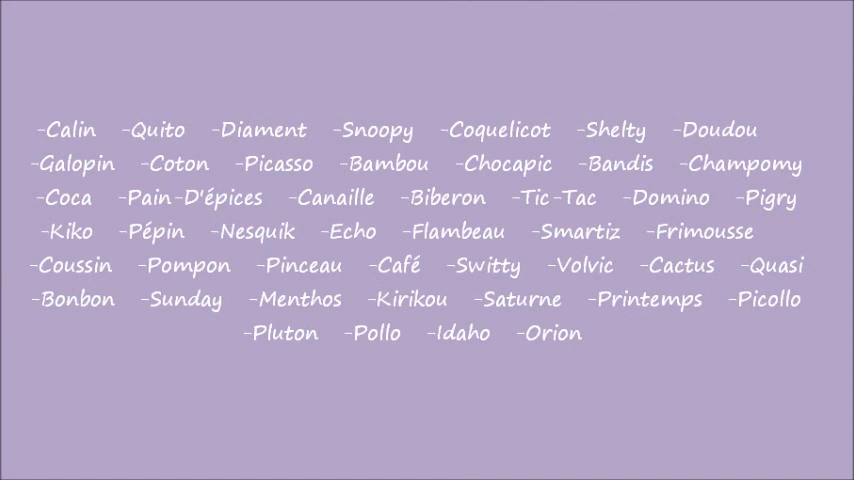 -Calin -Quito -Diament -Snoopy -Coquelicot -Shelty -Doudou
-Galopin -Coton -Picasso -Bambou -Chocapic -Bandis -Champomy
-Coca -Pain-D'épices -Canaille -Biberon -Tic-Tac -Domino -Pigry
-Kiko -Pépin -Nesquik -Echo -Flambeau -Smartiz -Frimousse
-Coussin -Pompon -Pinceau -Café -Switty -Volvic -Cactus -Quasi
-Bonbon -Sunday -Menthos -Kirikou -Saturne -Printemps -Picollo
-Pluton -Pollo -Idaho -Orion